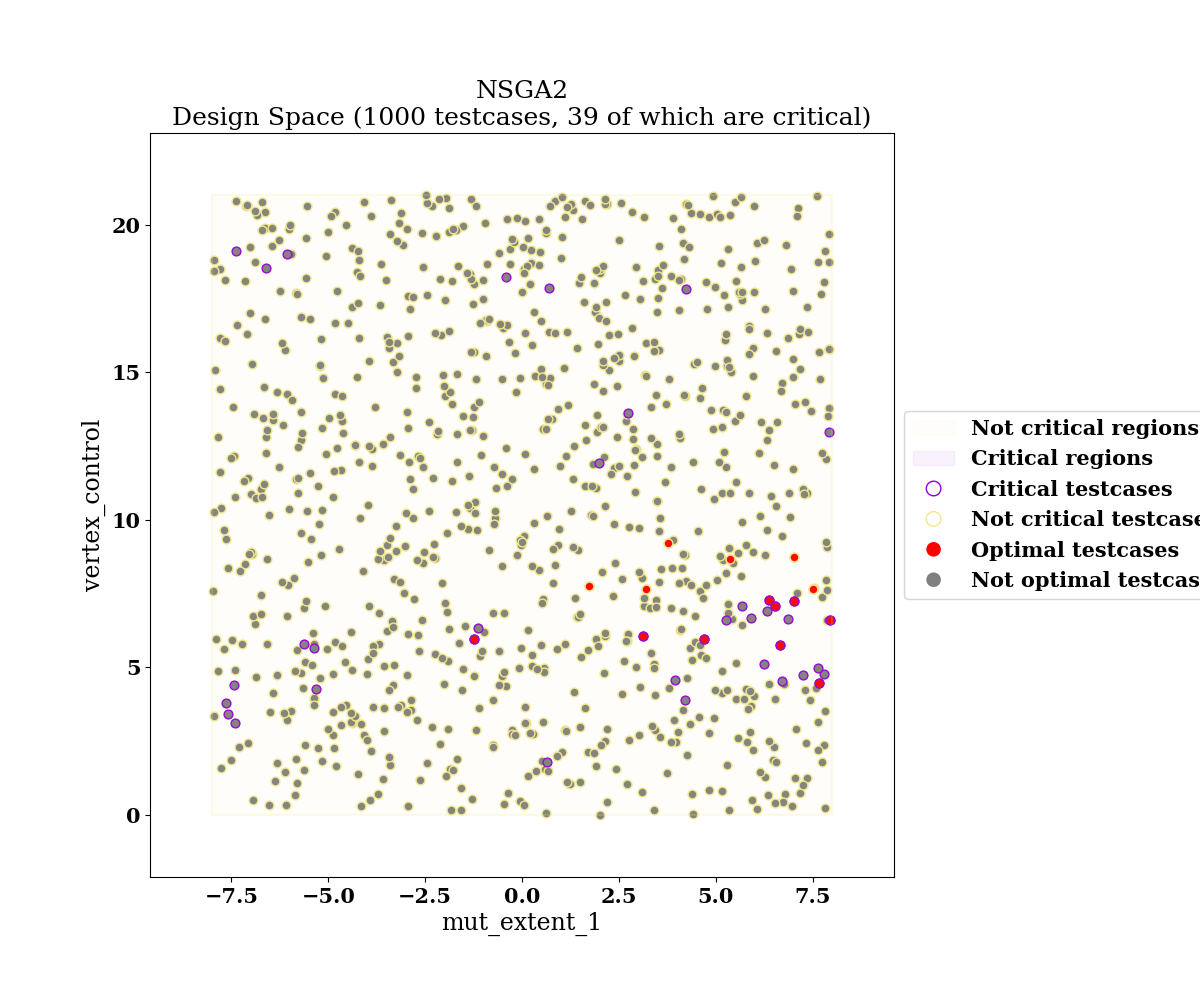 NSGA2
Design Space (1000 testcases, 39 of which are critical)
20
15
10
5
0
vertex_control
−7.5
−5.0
−2.5
0.0
2.5
5.0
7.5
mut_extent_1
Not critical regions
Critical regions
Critical testcases
Not critical testcase
Optimal testcases
Not optimal testcas